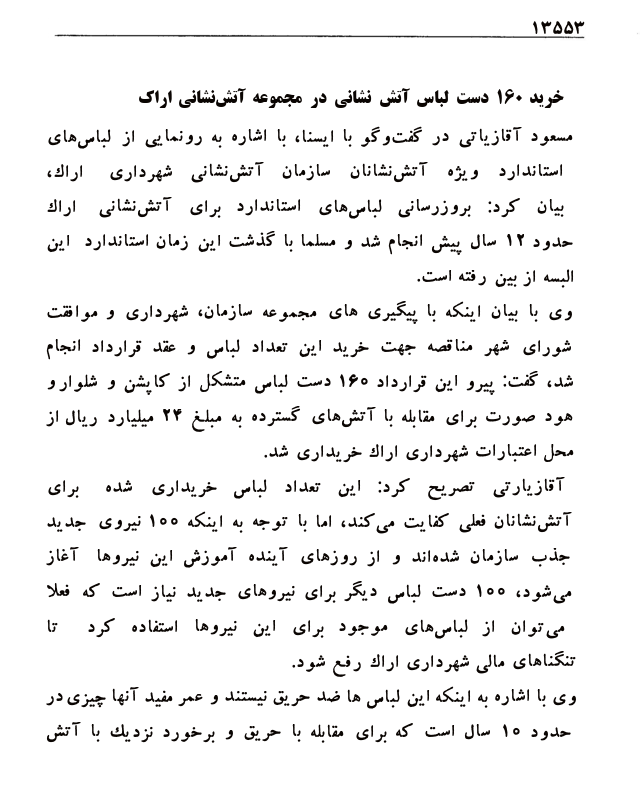 ۱۳۵۵۳
خرید ۱۶۰ دست لباس آتش نشانی در مجموعه آتش‌نشانی اراک
مسعود آقازیاتی در گفت‌وگو با ایسنا، با اشاره به رونمایی از لباس‌های
استاندارد ویژه آتش‌نشانان سازمان آتش‌نشانی شهرداری اراک،
بیان کرد: بروزرسانی لباس‌های استاندارد برای آتش‌نشانی اراک
حدود ۱۲ سال پیش انجام شد و مسلما با گذشت این زمان استاندارد این
البسه از بین رفته است.
وی با بیان اینکه با پیگیری های مجموعه سازمان، شهرداری و موافقت
شورای شهر مناقصه جهت خرید این تعداد لباس و عقد قرارداد انجام
شد، گفت: پیرو این قرارداد ۱۶۰ دست لباس متشکل از کاپشن و شلوار و
هود صورت برای مقابله با آتش‌های گسترده به مبلغ ۲۴ میلیارد ریال از
محل اعتبارات شهرداری اراک خریداری شد.
آقازیارتی تصریح کرد: این تعداد لباس خریداری شده برای
آتش‌نشانان فعلی کفایت می‌کند، اما با توجه به اینکه ۱۰۰ نیروی جدید
جذب سازمان شده‌اند و از روزهای آینده آموزش این نیروها آغاز
می‌شود، ۱۰۰ دست لباس دیگر برای نیروهای جدید نیاز است که فعلا
می‌توان از لباس‌های موجود برای این نیروها استفاده کرد تا
تنگناهای مالی شهرداری اراک رفع شود.
وی با اشاره به اینکه این لباس ها ضد حریق نیستند و عمر مفید آنها چیزی در
حدود ۱۰ سال است که برای مقابله با حریق و برخورد نزدیک با آتش